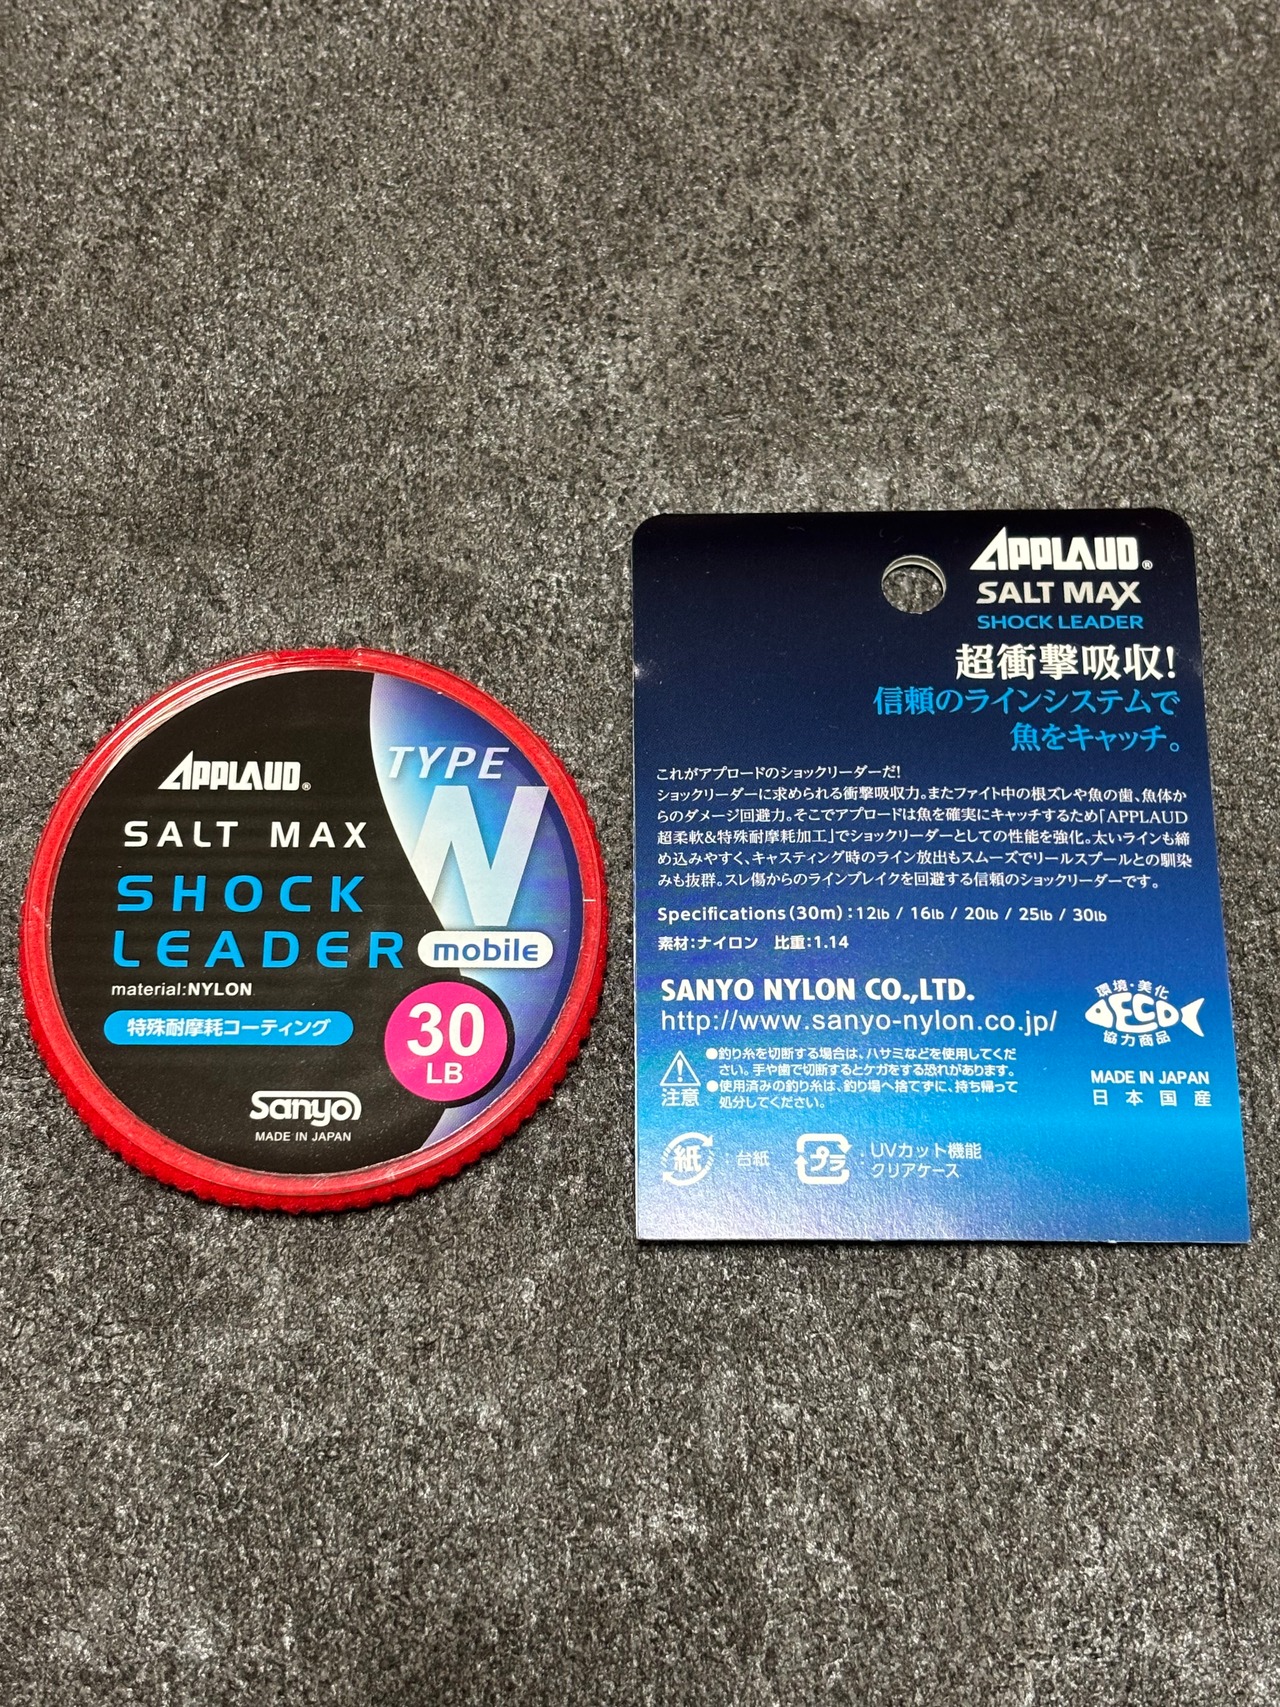 APPLAUD®
SALT MAX
SHOCK
LEADER
TYPE
N
mobile
material:NYLON
特殊耐摩耗コーティング
30
LB
Sanyo
MADE IN JAPAN
APPLAUD®
SALT MAX
SHOCK LEADER
超衝撃吸収!
信頼のラインシステムで
魚をキャッチ。
これがアプロードのショックリーダーだ!
ショックリーダーに求められる衝撃吸収力。またファイト中の根ズレや魚の歯、魚体か
らのダメージ回避力。そこでアプロードは魚を確実にキャッチするため「APPLAUD
超柔軟&特殊耐摩耗加工」でショックリーダーとしての性能を強化。太いラインも締
め込みやすく、キャスティング時のライン放出もスムーズでリールスプールとの馴染
みも抜群。スレ傷からのラインブレイクを回避する信頼のショックリーダーです。
Specifications(30m):12lb / 16lb / 20lb / 25lb / 30lb
素材:ナイロン 比重:1.14
SANYO NYLON CO.,LTD.
http://www.sanyo-nylon.co.jp/
環境・美化
ECO
協力商品
注意
●釣り糸を切断する場合は、ハサミなどを使用してくだ
さい。手や歯で切断するとケガをする恐れがあります。
●使用済みの釣り糸は、釣り場へ捨てずに、持ち帰って
処分してください。
MADE IN JAPAN
日本国産
紙:台紙
プラ:UVカット機能
クリアケース